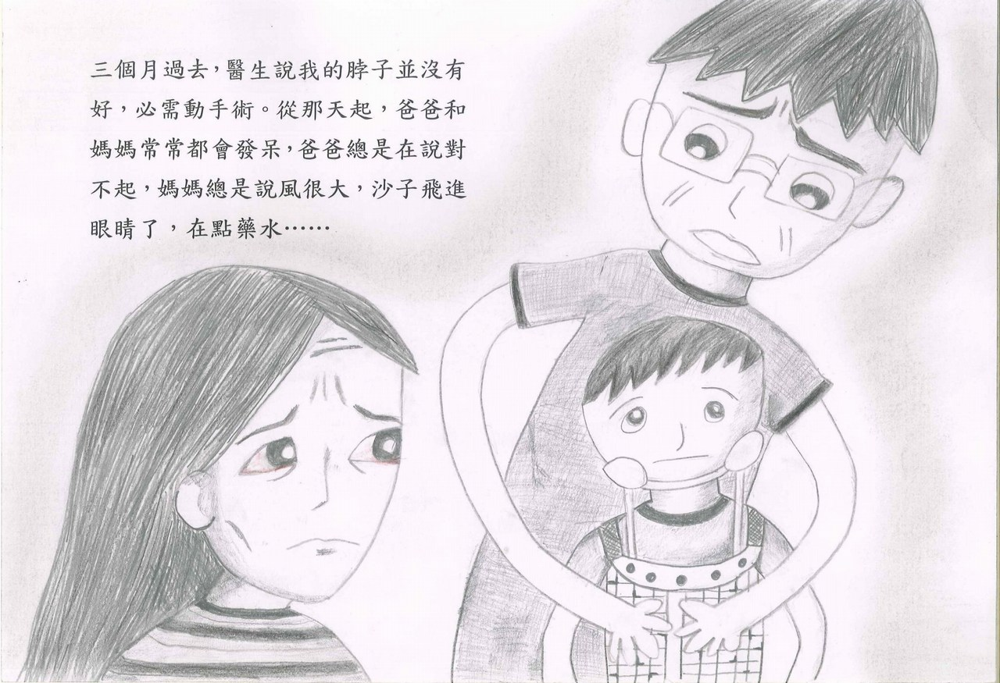 三個月過去，醫生說我的脖子並沒有
好，必需動手術。從那天起，爸爸和
媽媽常常都會發呆，爸爸總是在說對
不起，媽媽總是說風很大，沙子飛進
眼睛了，在點藥水……